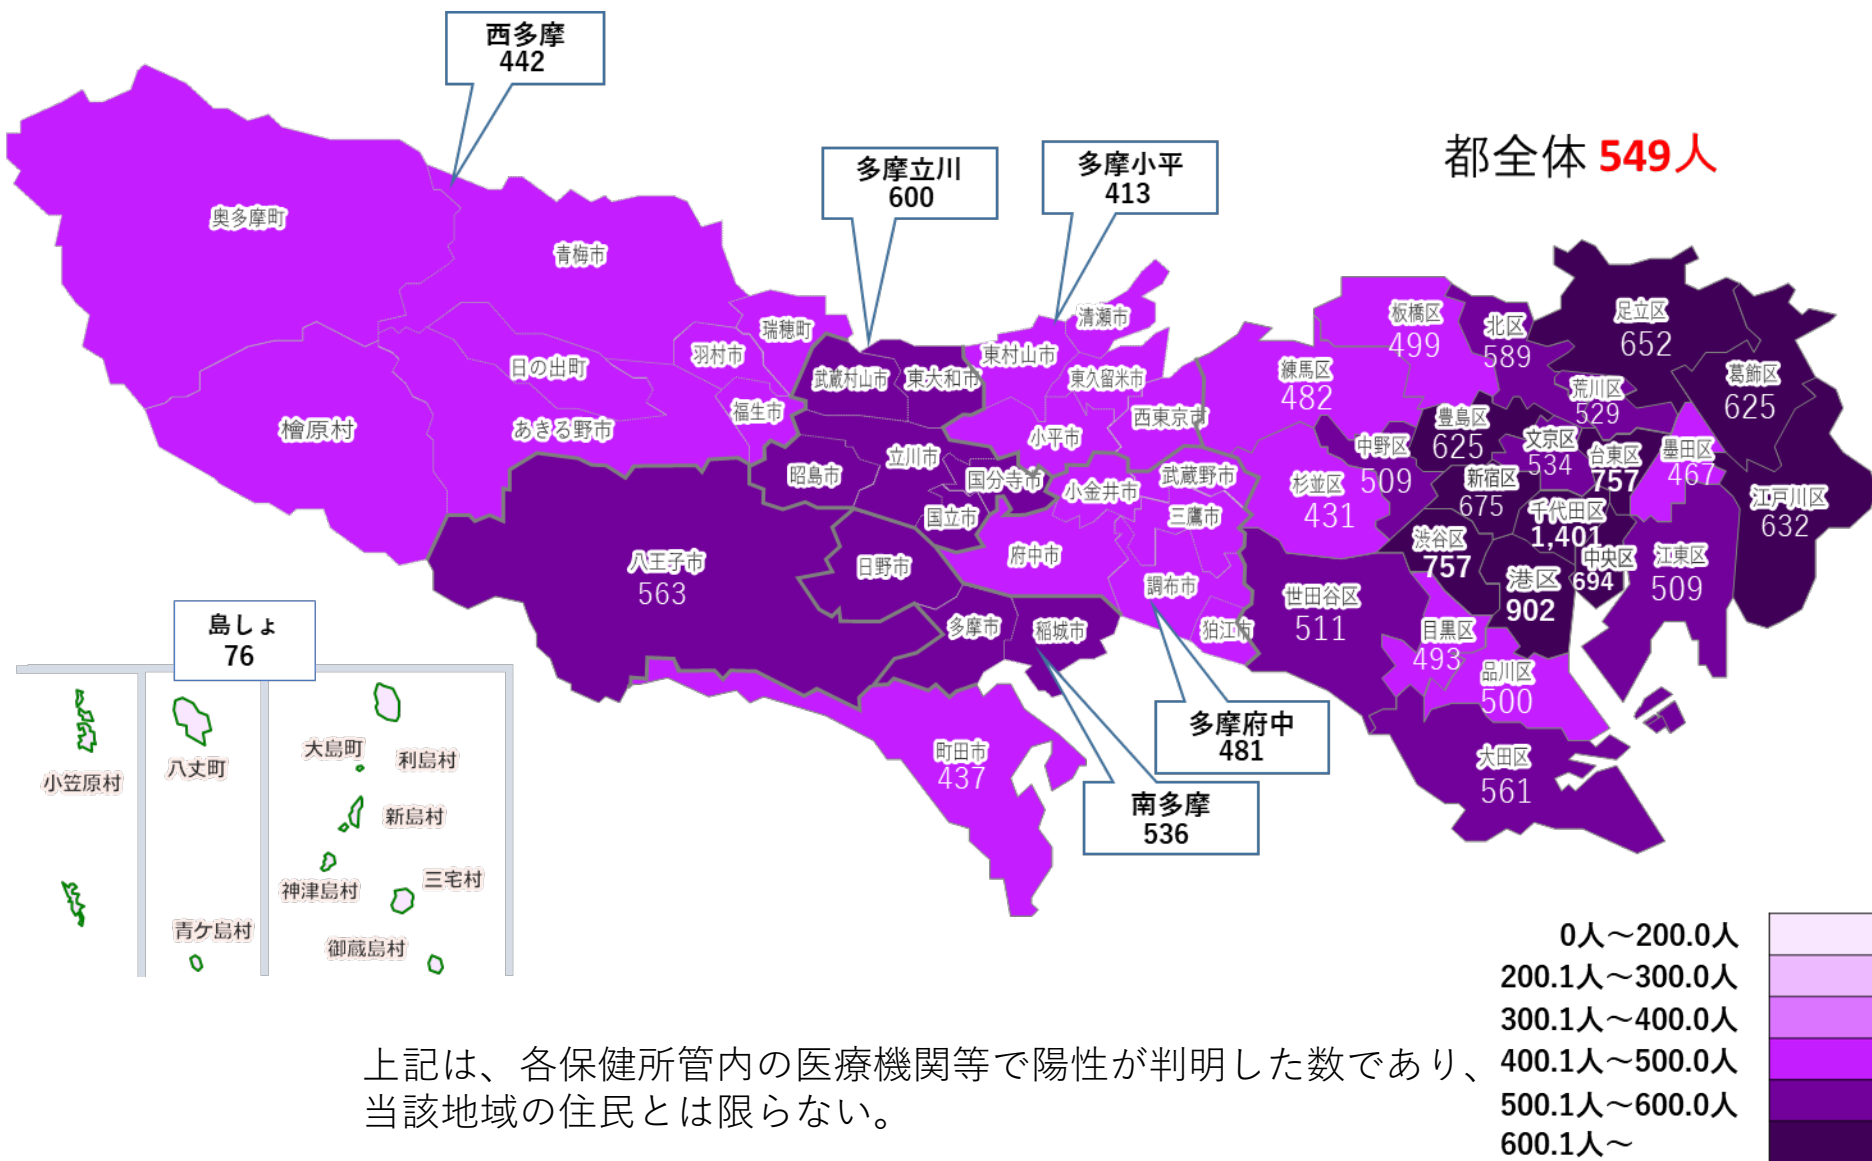 西多摩
442
多摩立川
600
多摩小平
413
都全体 549人
奥多摩町
青梅市
瑞穂町
羽村市
日の出町
福生市
あきる野市
檜原村
武蔵村山市
東大和市
東村山市
清瀬市
東久留米市
西東京市
小平市
昭島市
立川市
国分寺市
国立市
小金井市
武蔵野市
三鷹市
府中市
調布市
狛江市
八王子市
563
日野市
多摩市
稲城市
町田市
437
板橋区
499
北区
589
足立区
652
葛飾区
625
練馬区
482
荒川区
529
豊島区
625
文京区
534
台東区
757
墨田区
467
中野区
509
杉並区
431
新宿区
675
千代田区
1,401
江戸川区
632
渋谷区
757
港区
902
中央区
694
江東区
509
世田谷区
511
目黒区
493
品川区
500
大田区
561
多摩府中
481
南多摩
536
島しょ
76
小笠原村
八丈町
青ケ島村
大島町
利島村
新島村
神津島村
三宅村
御蔵島村
0人～200.0人
200.1人～300.0人
300.1人～400.0人
400.1人～500.0人
500.1人～600.0人
600.1人～
上記は、各保健所管内の医療機関等で陽性が判明した数であり、
当該地域の住民とは限らない。